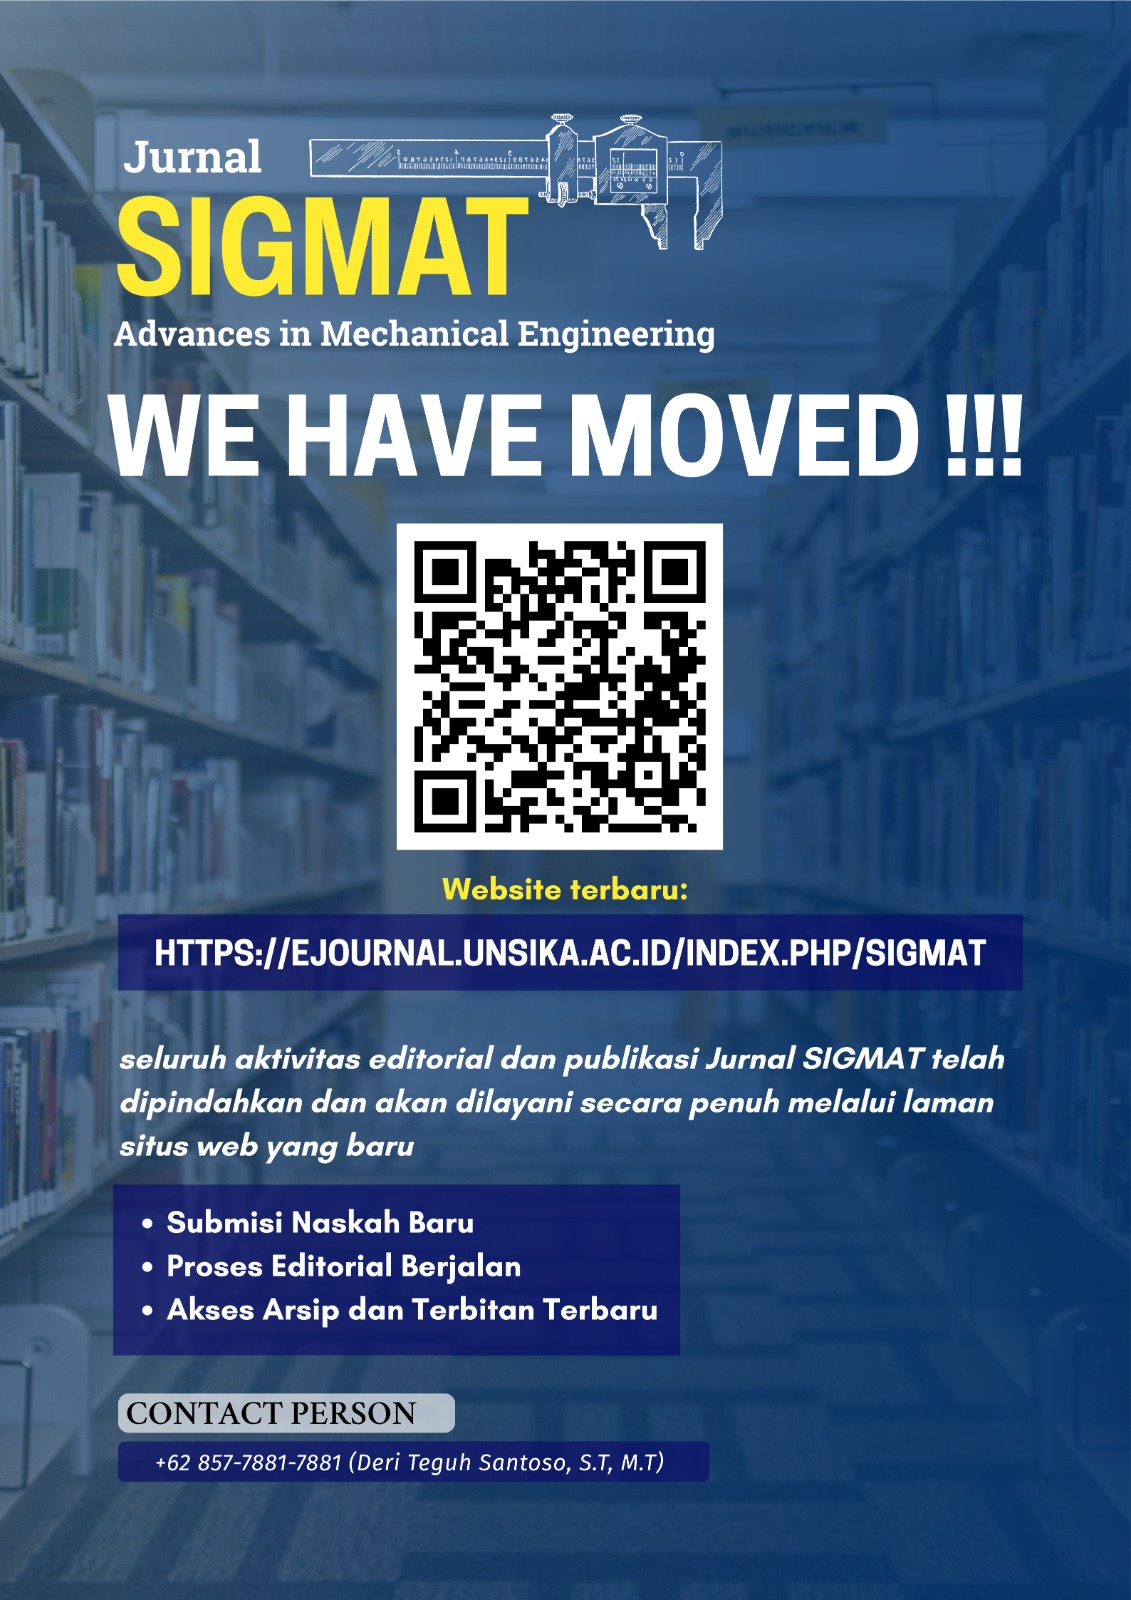 Jurnal
SIGMAT
Advances in Mechanical Engineering
WE HAVE MOVED !!!
Website terbaru:
HTTPS://EJOURNAL.UNSIKA.AC.ID/INDEX.PHP/SIGMAT
seluruh aktivitas editorial dan publikasi Jurnal SIGMAT telah
dipindahkan dan akan dilayani secara penuh melalui laman
situs web yang baru
• Submisi Naskah Baru
• Proses Editorial Berjalan
• Akses Arsip dan Terbitan Terbaru
CONTACT PERSON
+62 857-7881-7881 (Deri Teguh Santoso, S.T, M.T)